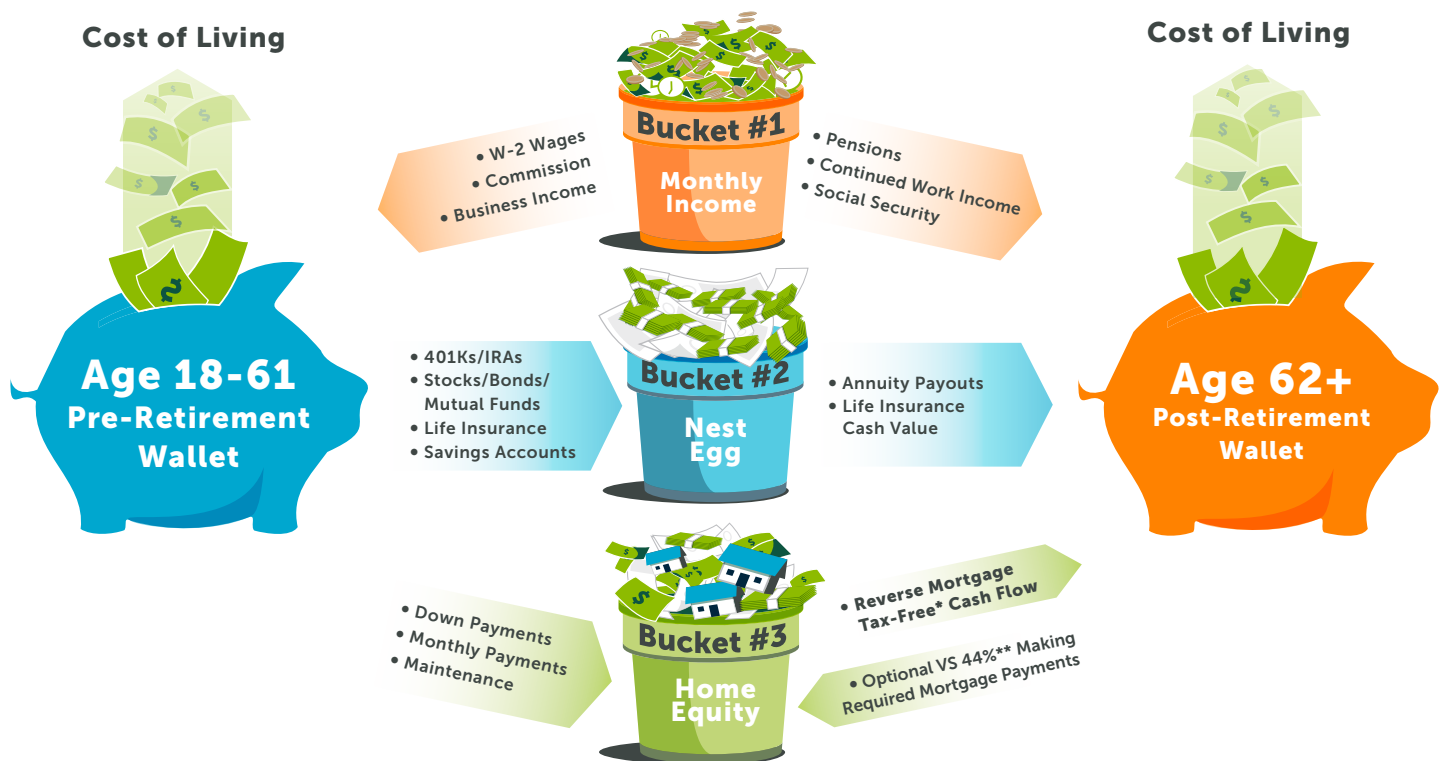 Cost of Living
Age 18-61
Pre-Retirement
Wallet
• W-2 Wages
• Commission
• Business Income
Bucket #1
Monthly
Income
• Pensions
• Continued Work Income
• Social Security
• 401Ks/IRAs
• Stocks/Bonds/
Mutual Funds
• Life Insurance
• Savings Accounts
Bucket #2
Nest
Egg
• Annuity Payouts
• Life Insurance
Cash Value
• Down Payments
• Monthly Payments
• Maintenance
Bucket #3
Home
Equity
• Reverse Mortgage
Tax-Free* Cash Flow
• Optional VS 44%** Making
Required Mortgage Payments
Cost of Living
Age 62+
Post-Retirement
Wallet